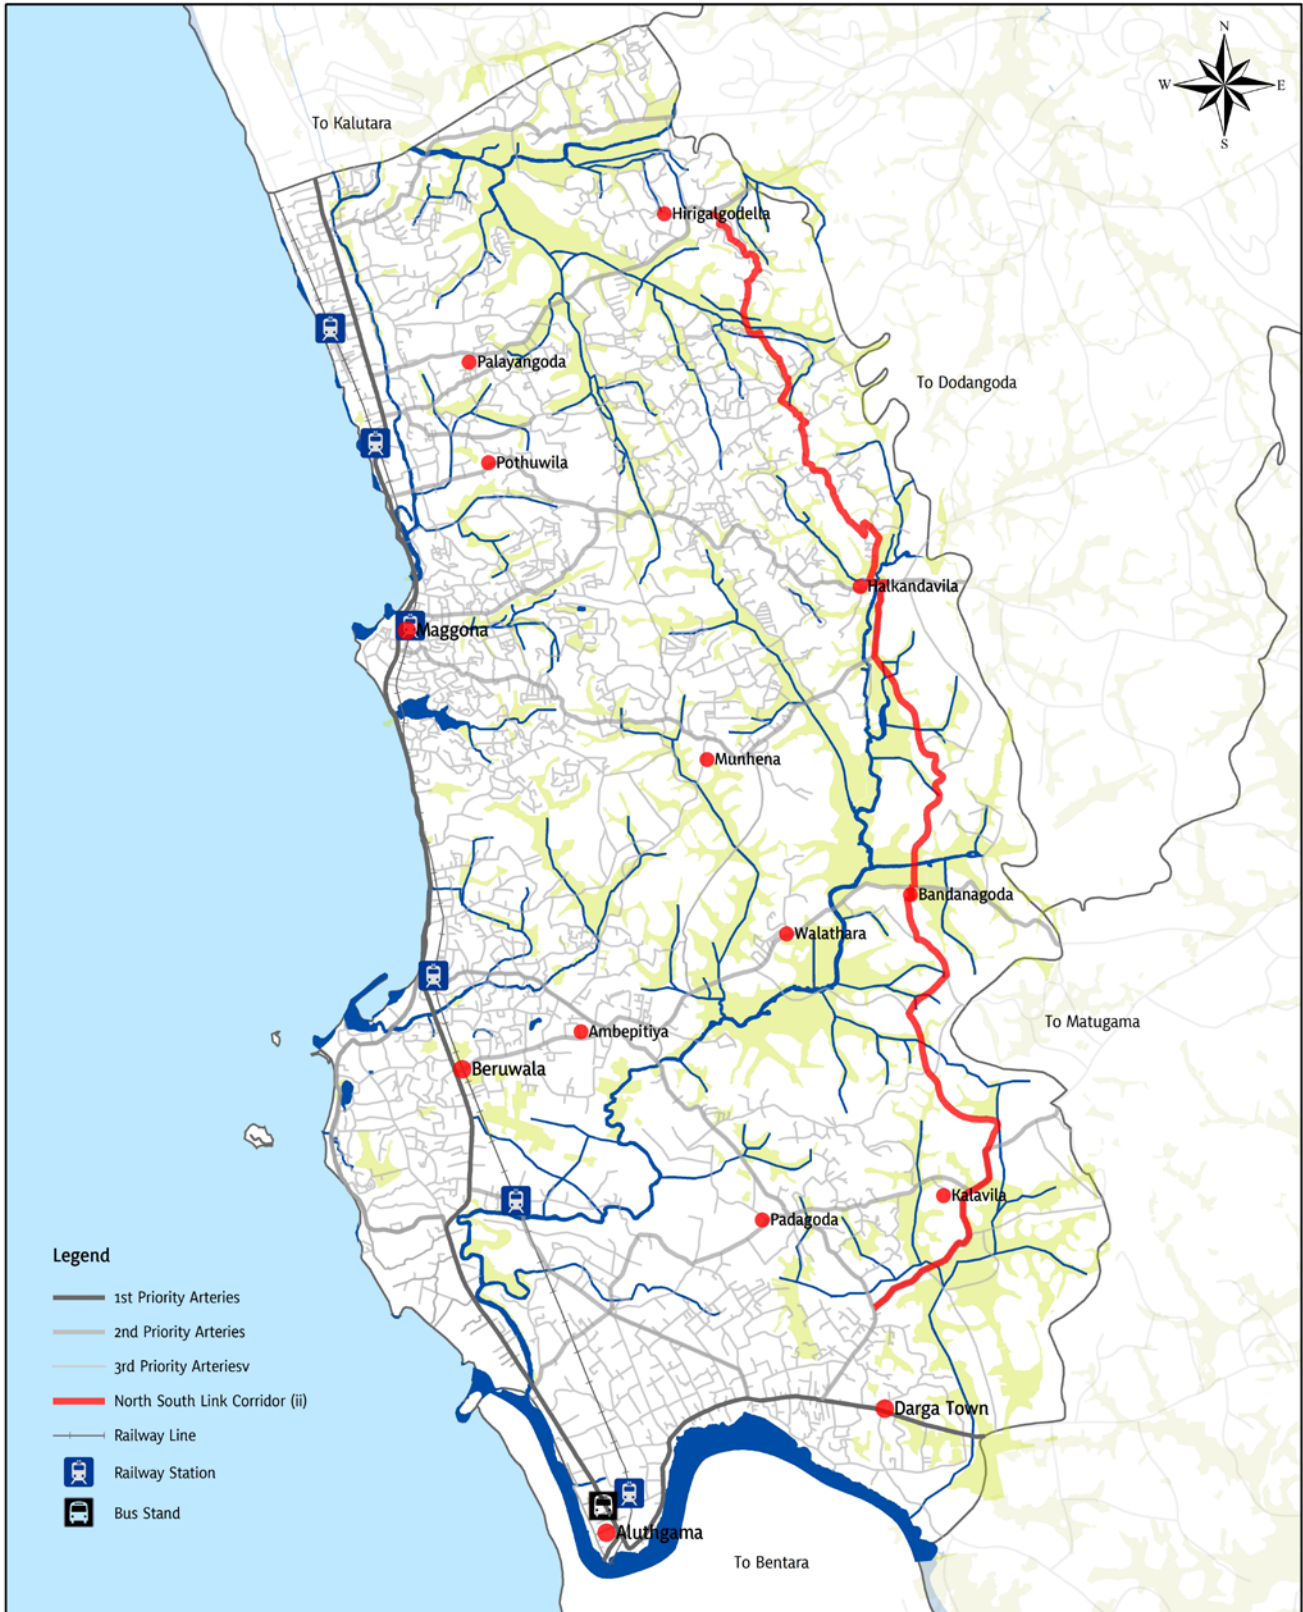 N
W
E
S
To Kalutara
Hirigalgodella
Palayangoda
To Dodangoda
Pothuwila
Halkandavila
Maggona
Munhena
Bandanagoda
Walathara
To Matugama
Ambepitiya
Beruwala
Kalavila
Padagoda
Legend
1st Priority Arteries
2nd Priority Arteries
3rd Priority Arteriesv
North South Link Corridor (ii)
Railway Line
Railway Station
Bus Stand
Darga Town
Aluthgama
To Bentara